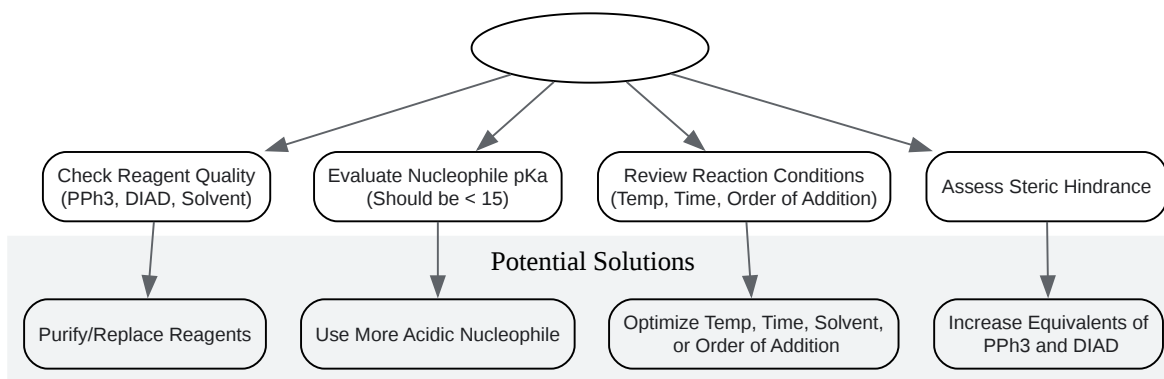 Check Reagent Quality
(PPh3, DIAD, Solvent)
Evaluate Nucleophile pKa
(Should be < 15)
Review Reaction Conditions
(Temp, Time, Order of Addition)
Assess Steric Hindrance
Potential Solutions
Purify/Replace Reagents
Use More Acidic Nucleophile
Optimize Temp, Time, Solvent,
or Order of Addition
Increase Equivalents of
PPh3 and DIAD